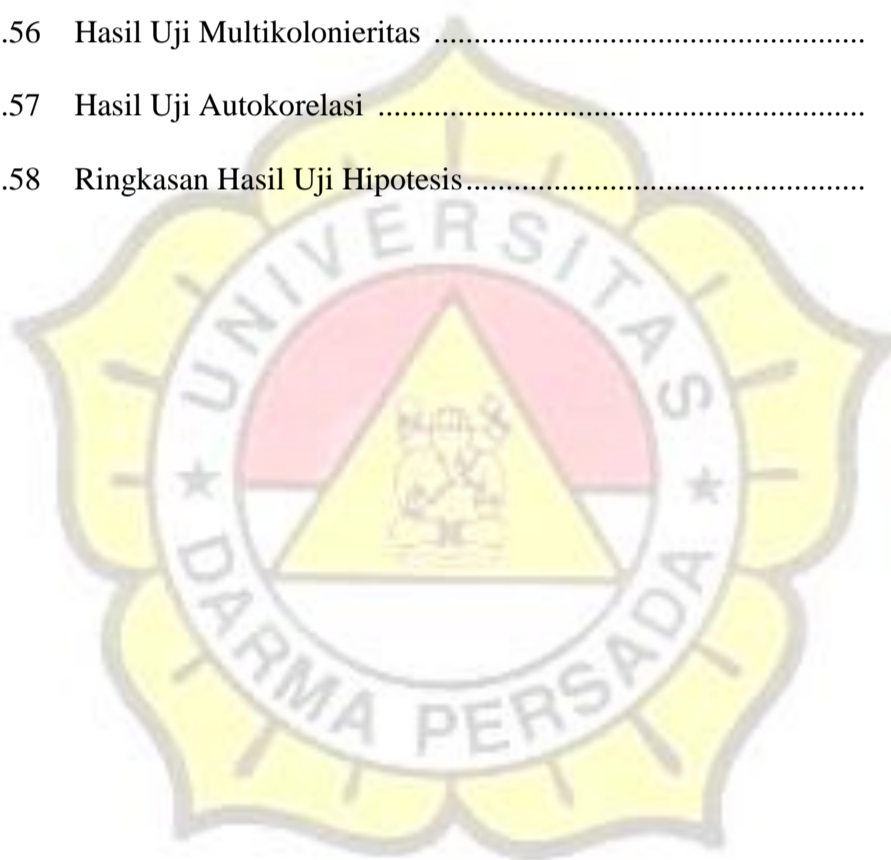 .56 Hasil Uji Multikolonieritas ......................................................
.57 Hasil Uji Autokorelasi .............................................................
.58 Ringkasan Hasil Uji Hipotesis..................................................
UNIVERSITAS
★ DARMA PERSADA ★